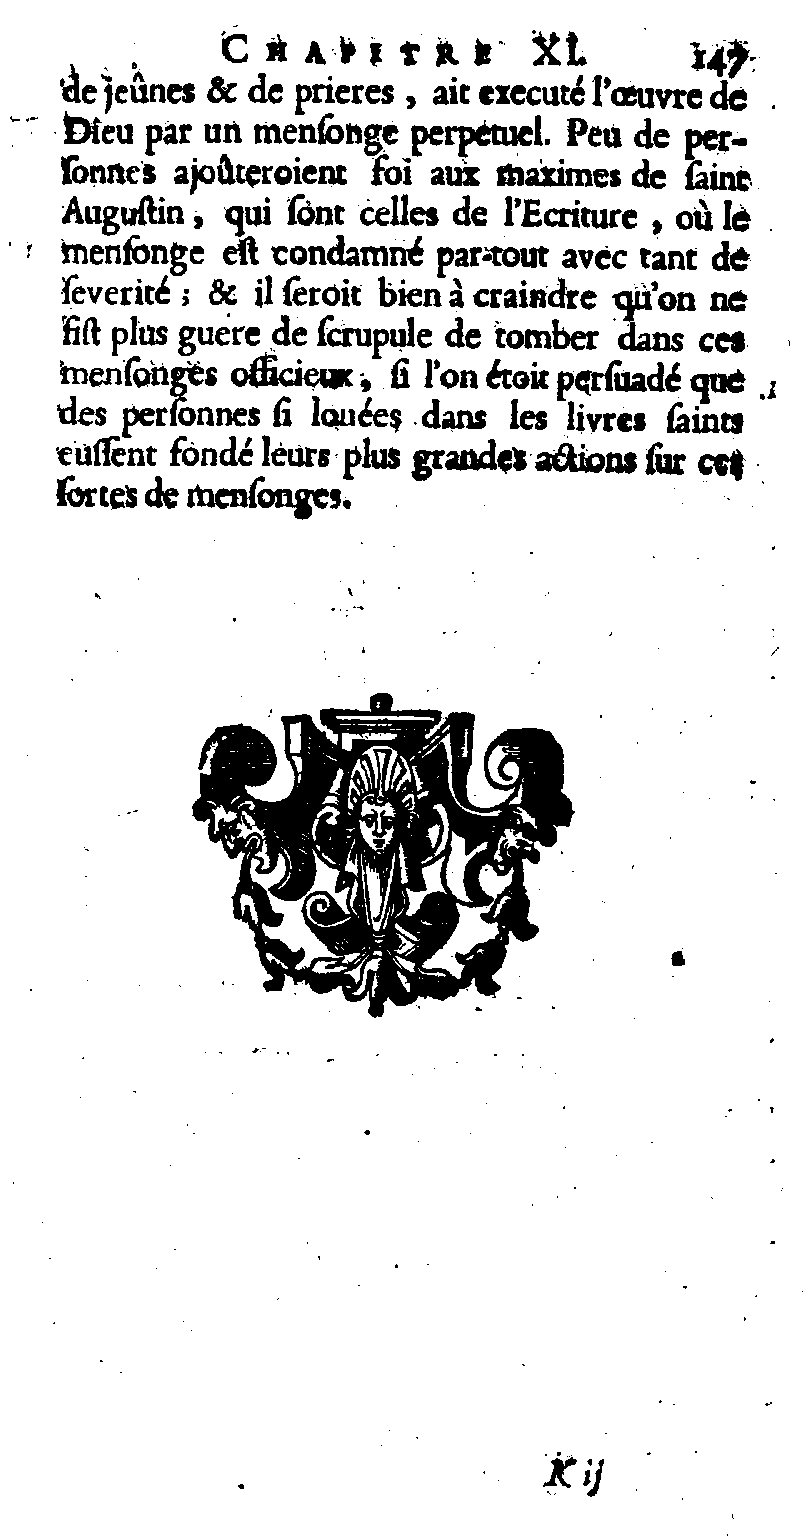 CHAPITRE XI. 147
de jeûnes & de prieres, ait executé l'œuvre de
Dieu par un menſonge perpétuel. Peu de per-
ſonnes ajoûteroient foi aux maximes de ſaint
Auguſtin, qui ſont celles de l'Ecriture, où le
menſonge eſt condamné par-tout avec tant de
ſeverité; & il ſeroit bien à craindre qu'on ne
fiſt plus guére de ſcrupule de tomber dans ces
menſonges officieux, ſi l'on étoit perſuadé que
des perſonnes ſi louées dans les livres ſaints
euſſent fondé leurs plus grandes actions ſur ces
ſortes de menſonges.
K ij